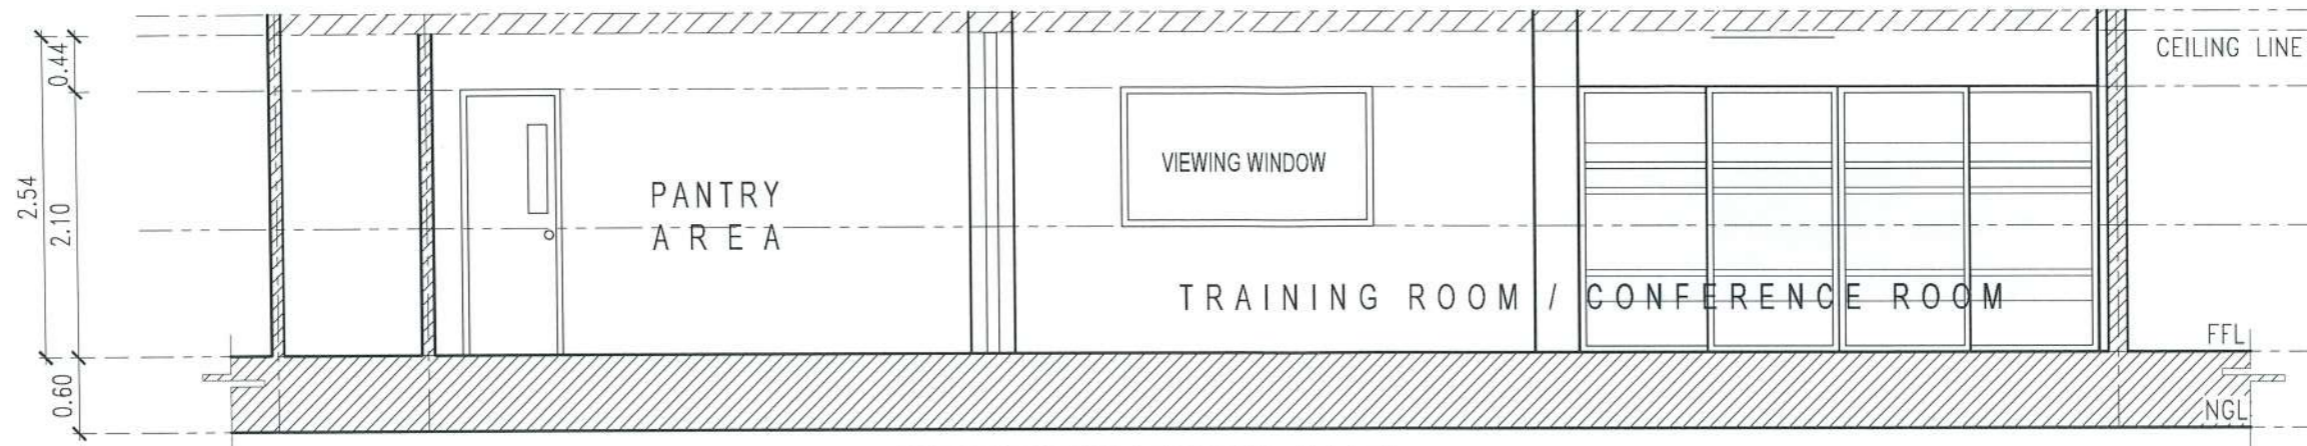 0.44
CEILING LINE
2.54
2.10
VIEWING WINDOW
PANTRY
AREA
TRAINING ROOM / CONFERENCE ROOM
FFL
0.60
NGL